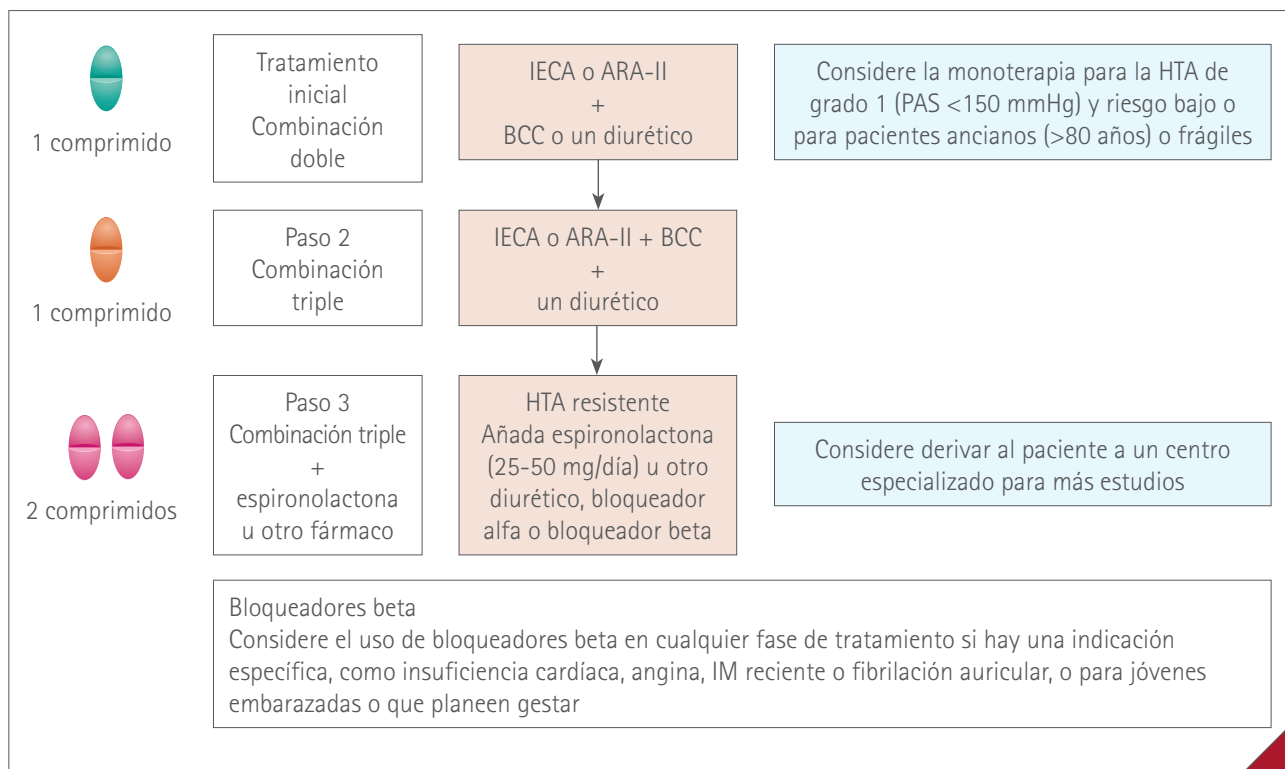 1 comprimido
Tratamiento
inicial
Combinación
doble
IECA o ARA-II
+
BCC o un diurético
Considere la monoterapia para la HTA de
grado 1 (PAS <150 mmHg) y riesgo bajo o
para pacientes ancianos (>80 años) o frágiles
1 comprimido
Paso 2
Combinación
triple
IECA o ARA-II + BCC
+
un diurético
2 comprimidos
Paso 3
Combinación triple
+
espironolactona
u otro fármaco
HTA resistente
Añada espironolactona
(25-50 mg/día) u otro
diurético, bloqueador
alfa o bloqueador beta
Considere derivar al paciente a un centro
especializado para más estudios
Bloqueadores beta
Considere el uso de bloqueadores beta en cualquier fase de tratamiento si hay una indicación
específica, como insuficiencia cardíaca, angina, IM reciente o fibrilación auricular, o para jóvenes
embarazadas o que planeen gestar